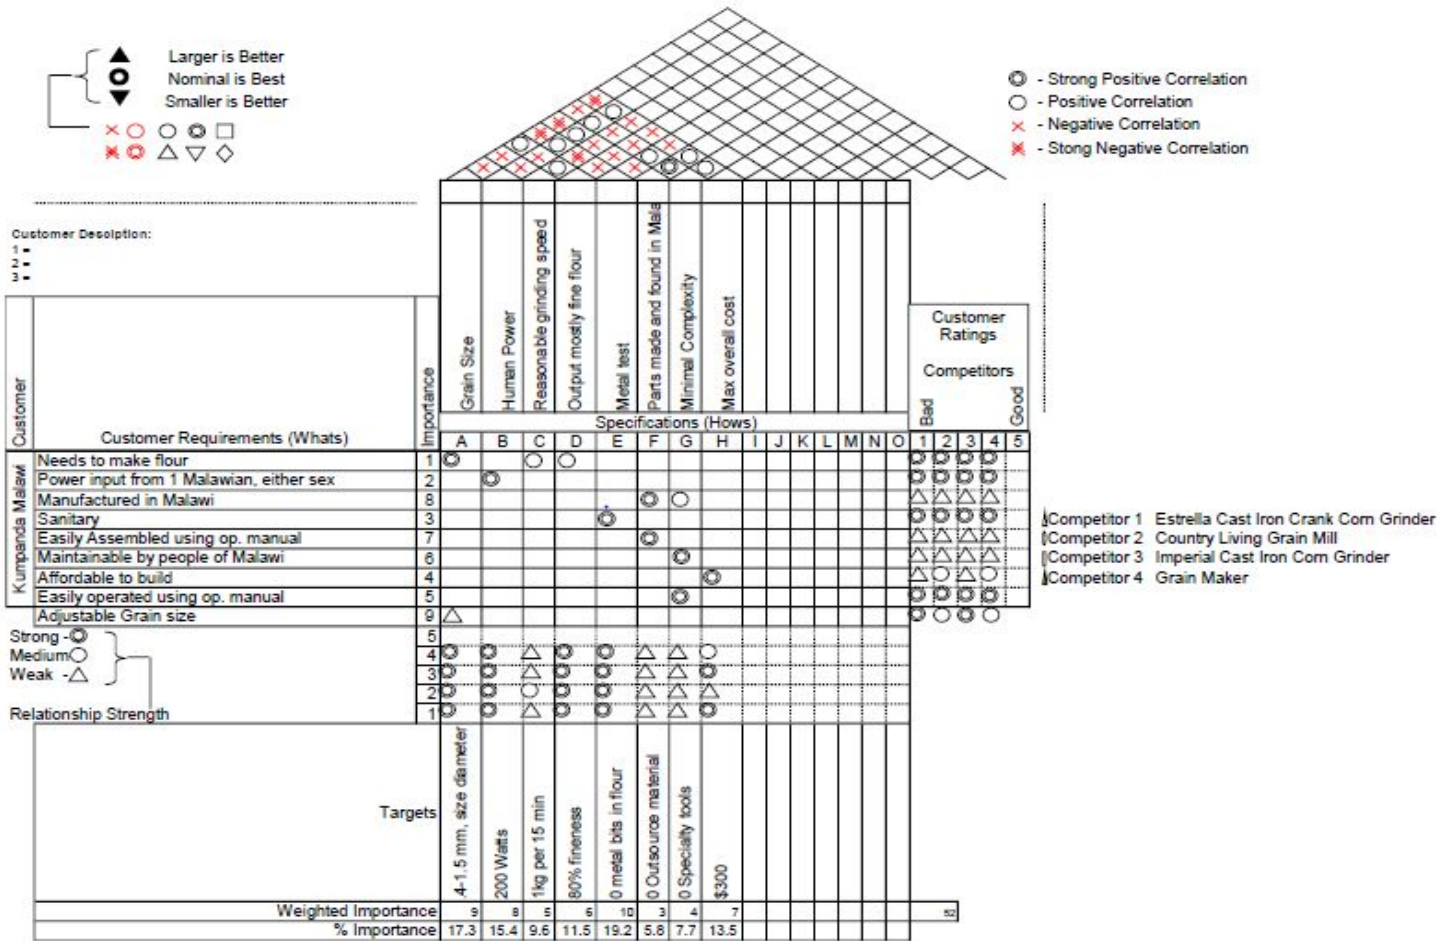 Larger is Better
Nominal is Best
Smaller is Better
- Strong Positive Correlation
- Positive Correlation
- Negative Correlation
- Stong Negative Correlation
Customer Desciption:
1 -
2 -
3 -
Grain Size
Human Power
Reasonable grinding speed
Output mostly fine flour
Metal test
Parts made and found in Mala
Minimal Complexity
Max overall cost
Customer
Ratings
Competitors
Bad
Good
Customer
Customer Requirements (Whats)
Importance
Specifications (Hows)
A B C D E F G H I J K L M N O 1 2 3 4 5
Kumpanda Malawi
Needs to make flour 1
Power input from 1 Malawian, either sex 2
Manufactured in Malawi 8
Sanitary 3
Easily Assembled using op. manual 7
Maintainable by people of Malawi 6
Affordable to build 4
Easily operated using op. manual 5
Adjustable Grain size 9
Competitor 1 Estrella Cast Iron Crank Corn Grinder
Competitor 2 Country Living Grain Mill
Competitor 3 Imperial Cast Iron Corn Grinder
Competitor 4 Grain Maker
Strong -
Medium
Weak -
Relationship Strength
5
4
3
2
1
Targets
.4-1.5 mm, size diameter
200 Watts
1kg per 15 min
80% fineness
0 metal bits in flour
0 Outsource material
0 Specialty tools
$300
Weighted Importance 9 8 5 6 10 3 4 7 52
% Importance 17.3 15.4 9.6 11.5 19.2 5.8 7.7 13.5